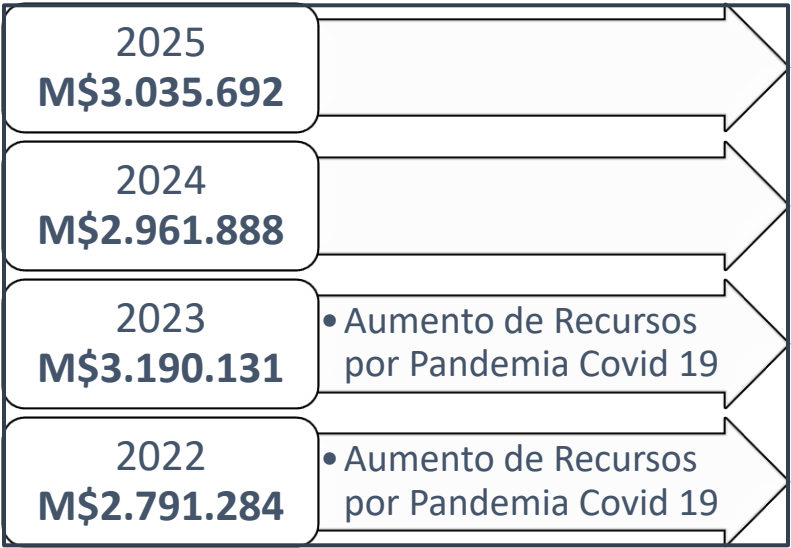 2025
M$3.035.692
2024
M$2.961.888
2023
M$3.190.131
• Aumento de Recursos
por Pandemia Covid 19
2022
M$2.791.284
• Aumento de Recursos
por Pandemia Covid 19